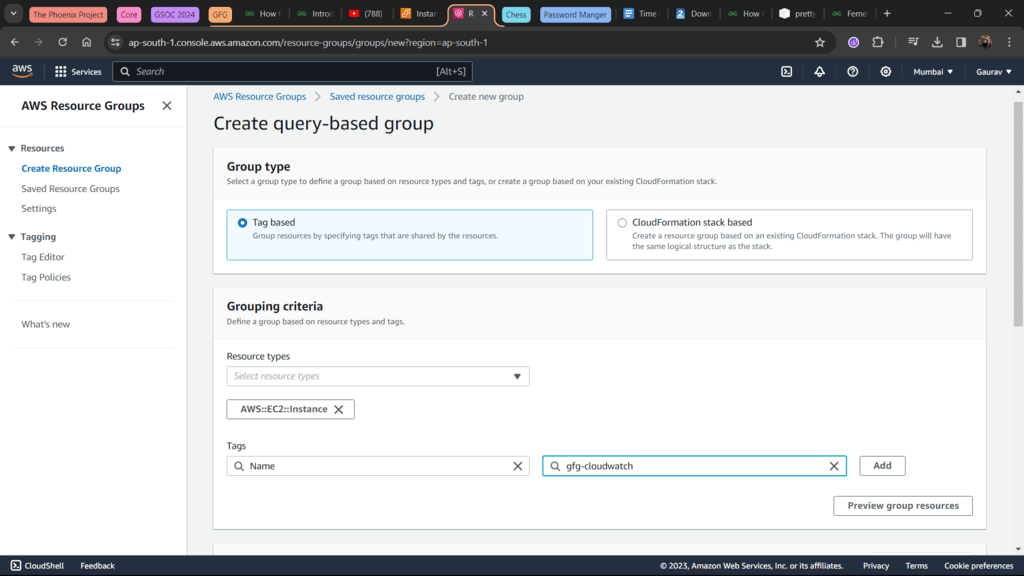 The Phoenix Project
Core
GSOC 2024
GFG
How t
Introd
(788)
Instan
R
Chess
Password Manger
Time
Down
How t
pretty
Ferne
ap-south-1.console.aws.amazon.com/resource-groups/groups/new?region=ap-south-1
aws
Services
Search
[Alt+S]
Mumbai
Gaurav
AWS Resource Groups
Resources
Create Resource Group
Saved Resource Groups
Settings
Tagging
Tag Editor
Tag Policies
What's new
AWS Resource Groups
Saved resource groups
Create new group
Create query-based group
Group type
Select a group type to define a group based on resource types and tags, or create a group based on your existing CloudFormation stack.
Tag based
Group resources by specifying tags that are shared by the resources.
CloudFormation stack based
Create a resource group based on an existing CloudFormation stack. The group will have
the same logical structure as the stack.
Grouping criteria
Define a group based on resource types and tags.
Resource types
Select resource types
AWS::EC2::Instance
Tags
Name
gfg-cloudwatch
Add
Preview group resources
CloudShell
Feedback
© 2023, Amazon Web Services, Inc. or its affiliates.
Privacy
Terms
Cookie preferences